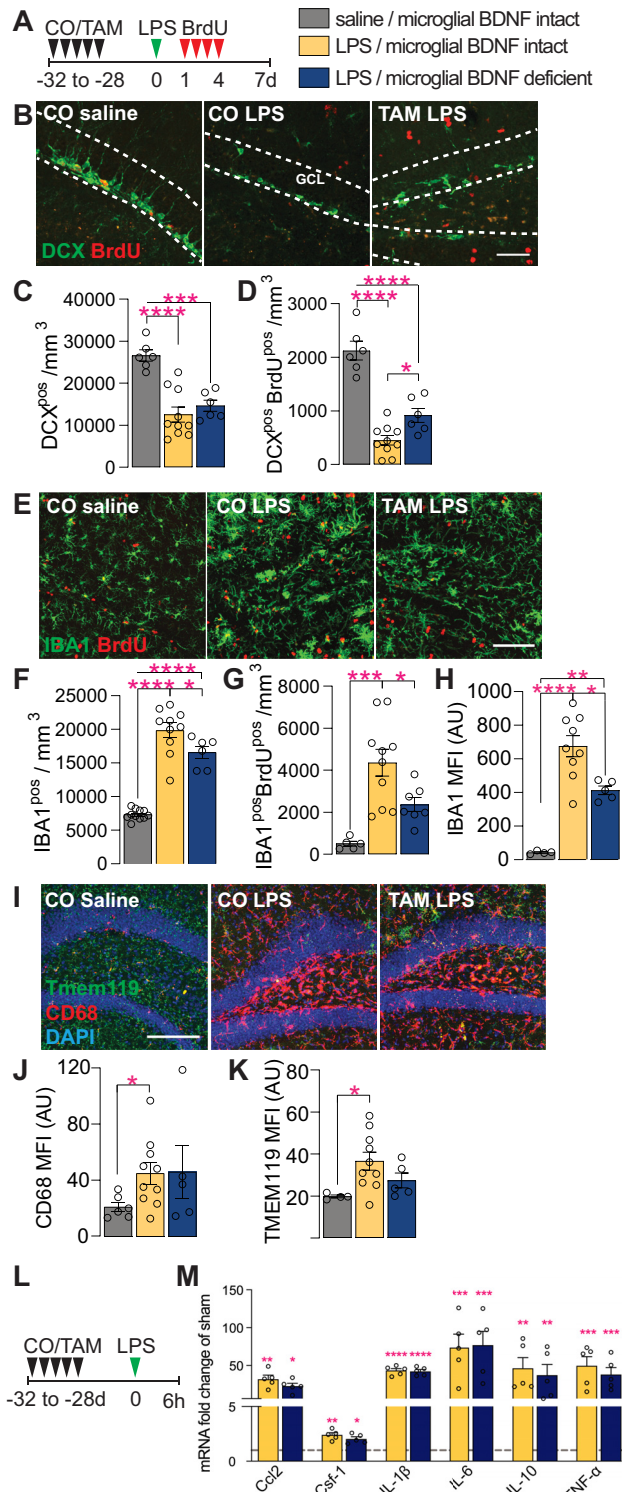 A
CO/TAM LPS BrdU
-32 to -28 0 1 4 7d
saline / microglial BDNF intact
LPS / microglial BDNF intact
LPS / microglial BDNF deficient
B
CO saline CO LPS TAM LPS
GCL
DCX BrdU
C
DCXpos /mm3
40000
30000
20000
10000
0
***
****
D
DCXpos BrdUpos /mm3
3000
2000
1000
0
****
****
*
E
CO saline CO LPS TAM LPS
IBA1 BrdU
F
IBA1pos / mm3
25000
20000
15000
10000
5000
0
****
**** *
G
IBA1posBrdUpos /mm3
8000
6000
4000
2000
0
*** *
H
IBA1 MFI (AU)
1000
800
600
400
200
0
**
**** *
I
CO Saline CO LPS TAM LPS
Tmem119
CD68
DAPI
J
CD68 MFI (AU)
120
80
40
0
*
K
TMEM119 MFI (AU)
80
60
40
20
*
L
CO/TAM LPS
-32 to -28d 0 6h
M
mRNA fold change of sham
150
100
50
5
0
** * ** * **** **** *** *** ** ** *** ***
Ccl2 Csf-1 IL-1β IL-6 IL-10 TNF-α